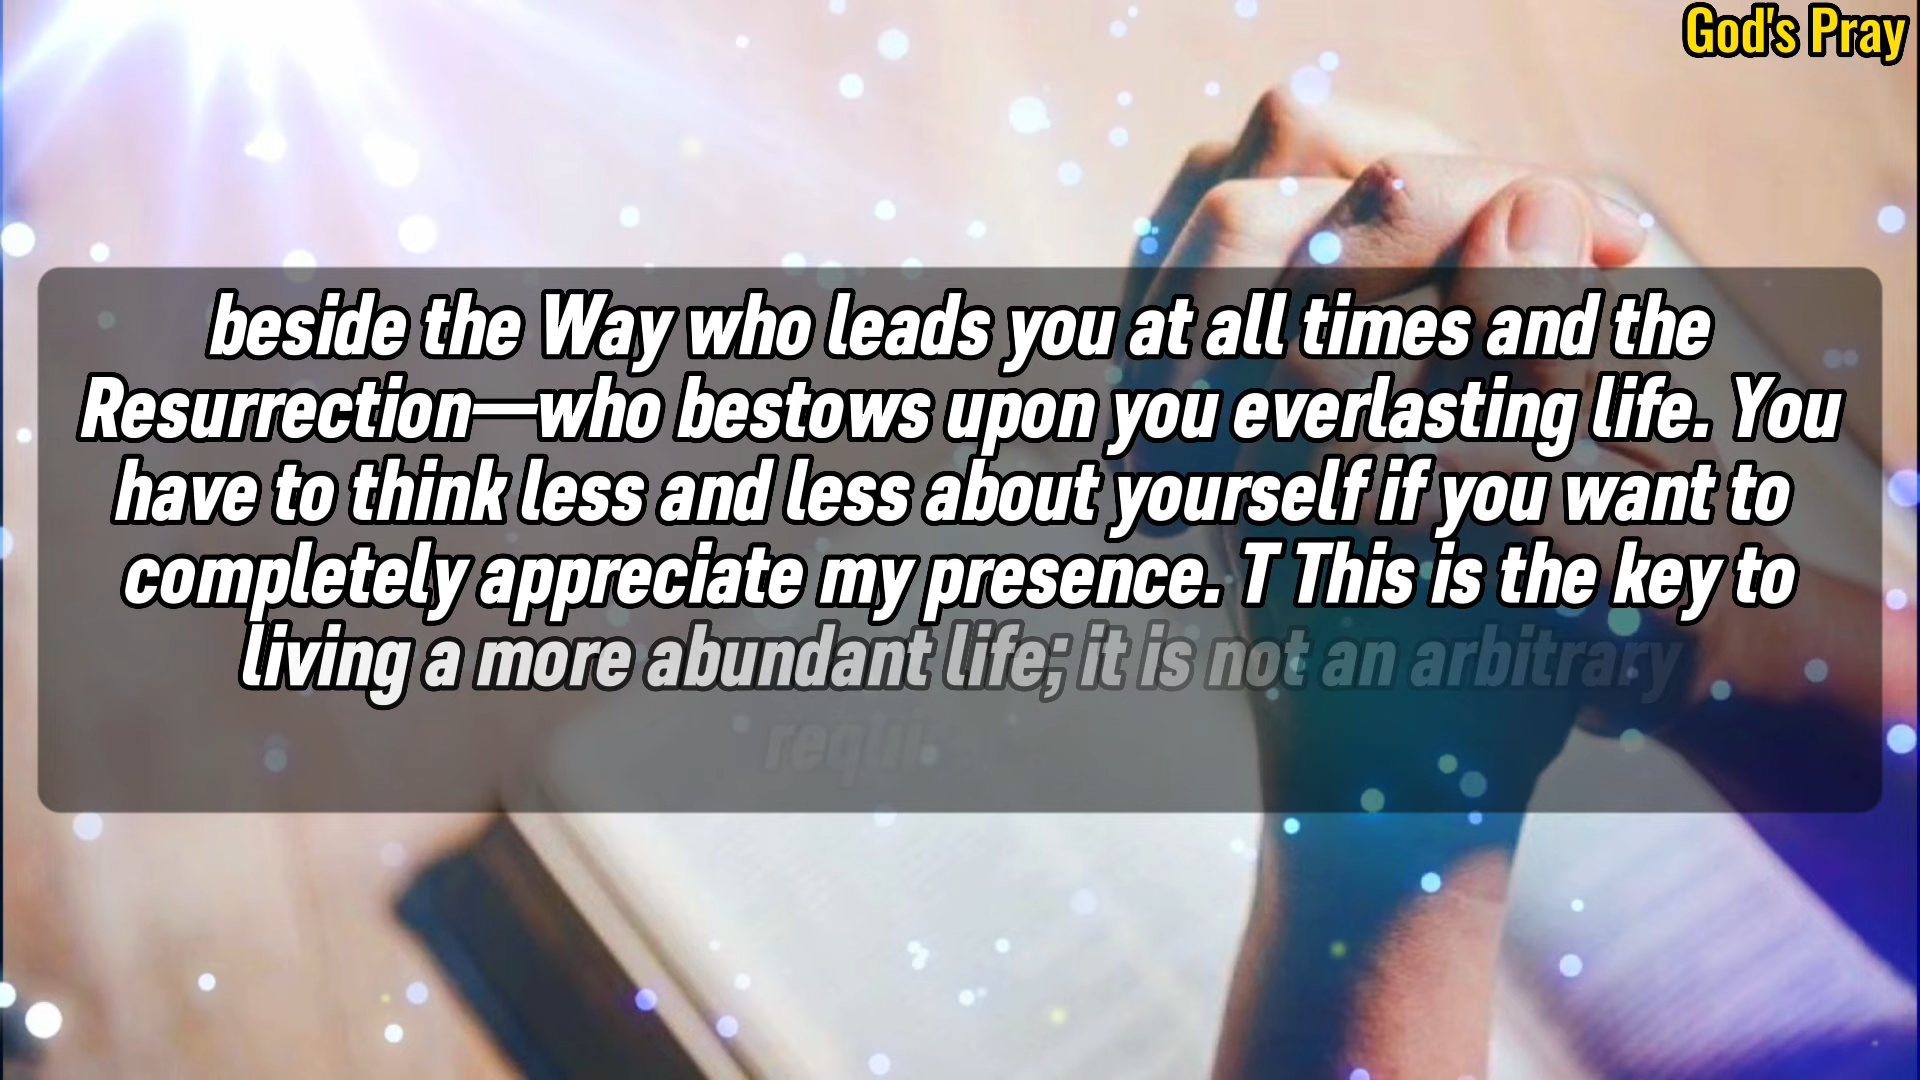 God's Pray
beside the Way who leads you at all times and the
Resurrection—who bestows upon you everlasting life. You
have to think less and less about yourself if you want to
completely appreciate my presence. T This is the key to
living a more abundant life; it is not an arbitrary